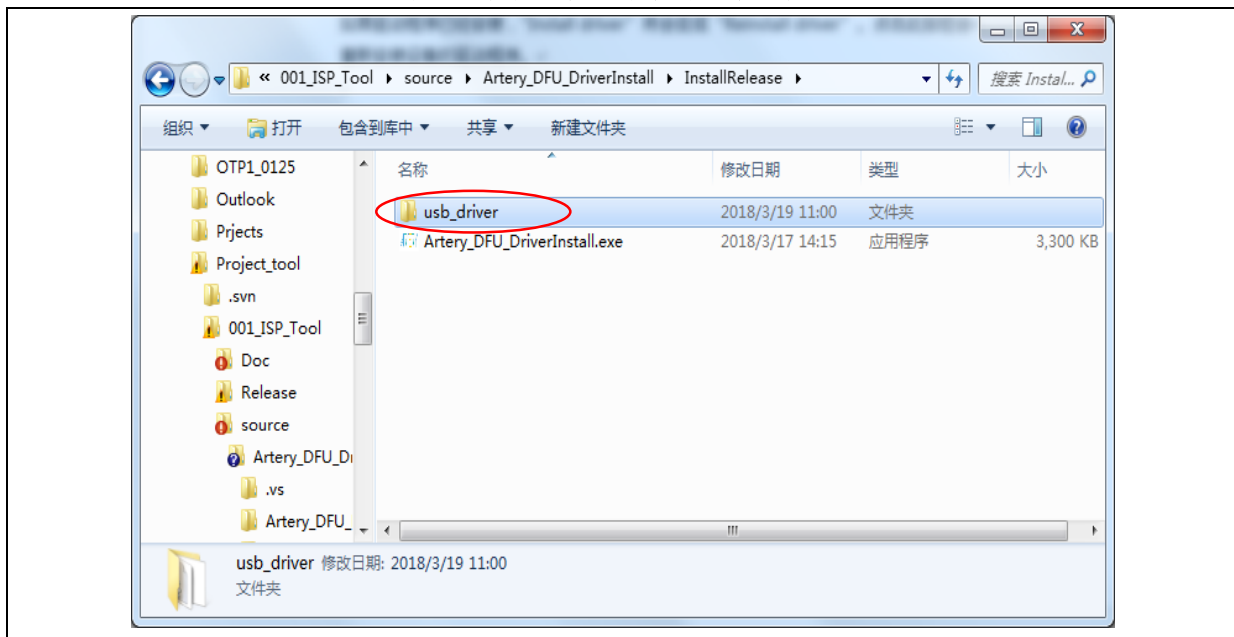 "Install driver" "Reinstall driver"
« 001_ISP_Tool ▸ source ▸ Artery_DFU_DriverInstall ▸ InstallRelease ▸
搜索 Instal...
组织 ▼ 打开 包含到库中 ▼ 共享 ▼ 新建文件夹
OTP1_0125
Outlook
Prjects
Project_tool
.svn
001_ISP_Tool
Doc
Release
source
Artery_DFU_Dr
.vs
Artery_DFU_
名称 修改日期 类型 大小
usb_driver 2018/3/19 11:00 文件夹
Artery_DFU_DriverInstall.exe 2018/3/17 14:15 应用程序 3,300 KB
usb_driver 修改日期: 2018/3/19 11:00
文件夹